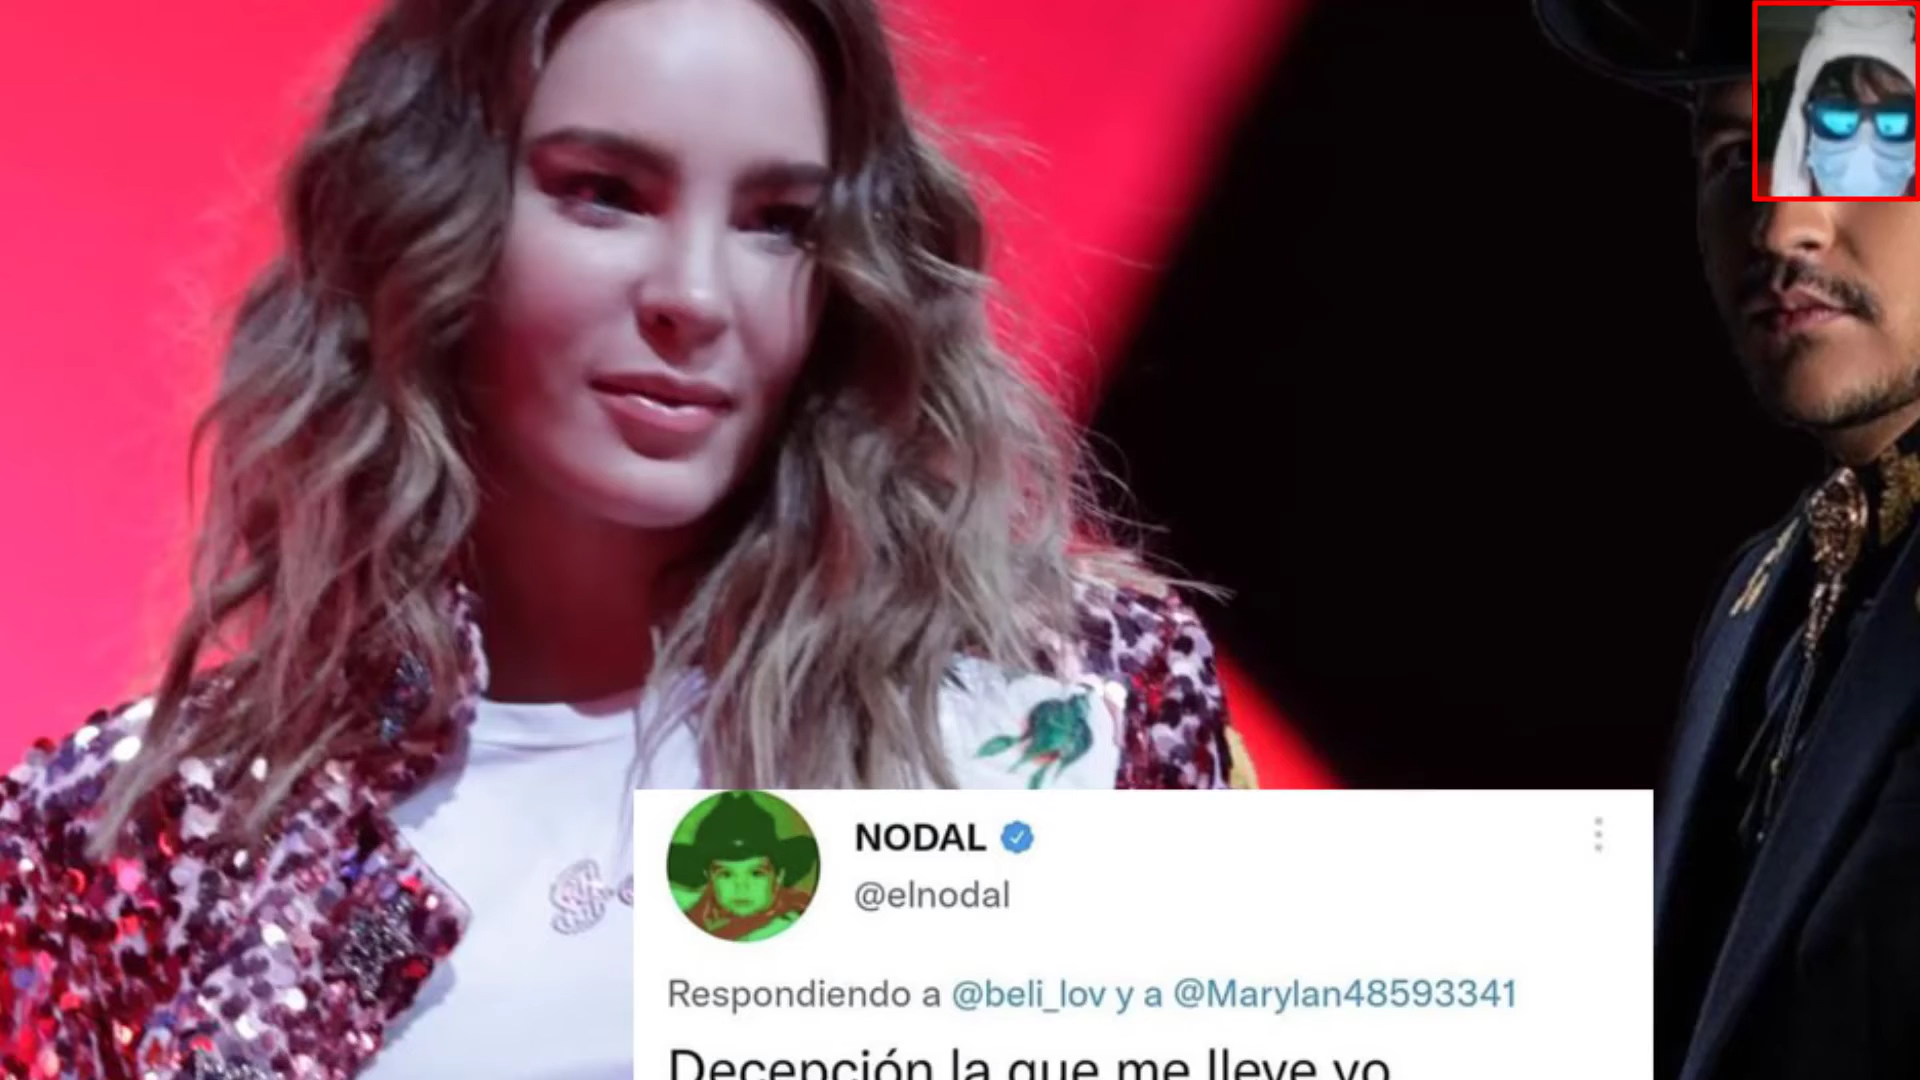 NODAL
@elnodal
Respondiendo a @beli_lov y a @Marylan48593341
Decepción la que me lleve yo